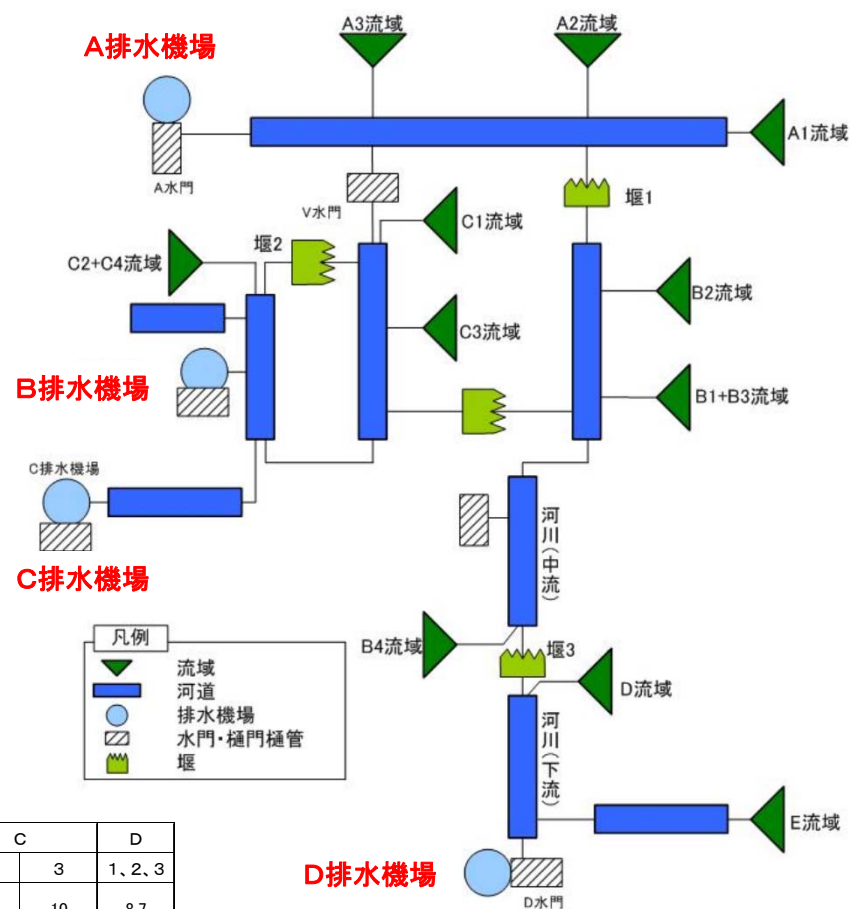 A3流域
A2流域
A排水機場
A1流域
A水門
V水門
堰1
C1流域
堰2
C2+C4流域
B2流域
C3流域
B排水機場
B1+B3流域
C排水機場
河川(中流)
C排水機場
凡例
流域
河道
排水機場
水門・樋門樋管
堰
B4流域
堰3
D流域
河川(下流)
E流域
C D
3 1、2、3
10 8.7
D排水機場
D水門